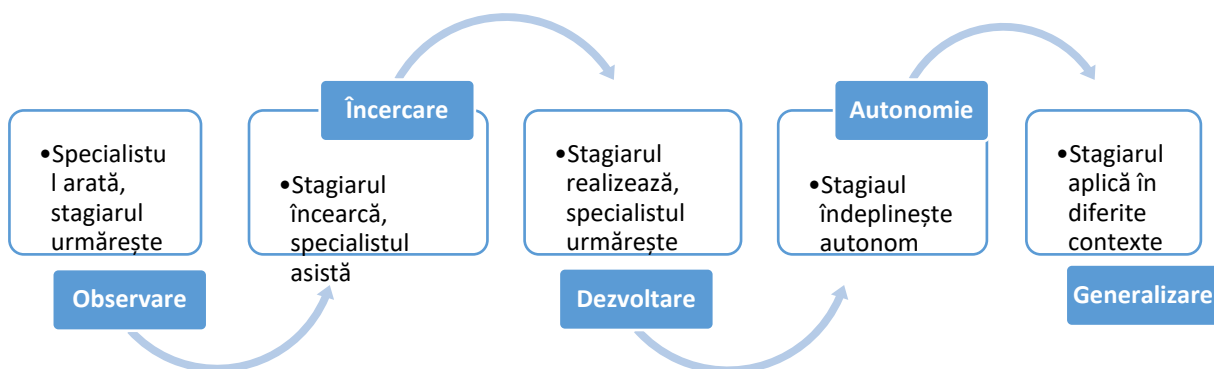 •Specialistu
l arată,
stagiarul
urmărește
Observare
Încercare
•Stagiarul
încearcă,
specialistul
asistă
•Stagiarul
realizează,
specialistul
urmărește
Dezvoltare
Autonomie
•Stagiaul
îndeplinește
autonom
•Stagiarul
aplică în
diferite
contexte
Generalizare